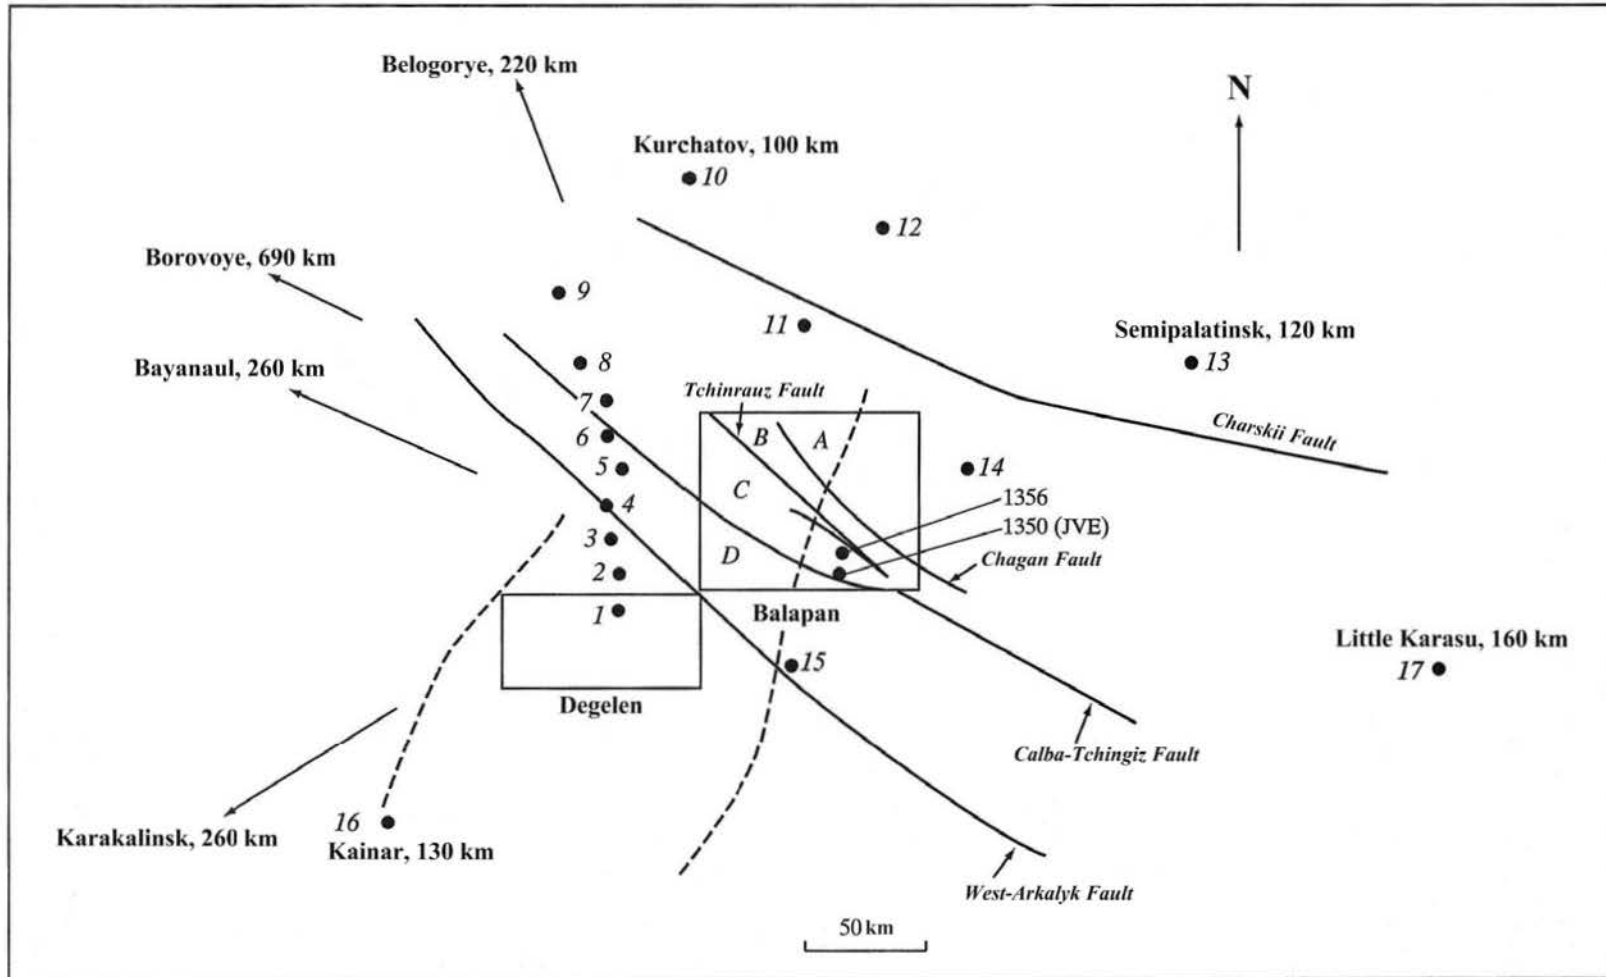 Belogorye, 220 km
N
Kurchatov, 100 km
10
12
Borovoye, 690 km
9
11
Semipalatinsk, 120 km
13
Bayanaul, 260 km
8
Tchinrauz Fault
7
6
B
A
Charskii Fault
5
C
14
4
1356
3
D
1350 (JVE)
Chagan Fault
2
1
Balapan
15
Little Karasu, 160 km
17
Degelen
Calba-Tchingiz Fault
16
Karakalinsk, 260 km
Kainar, 130 km
West-Arkalyk Fault
50 km